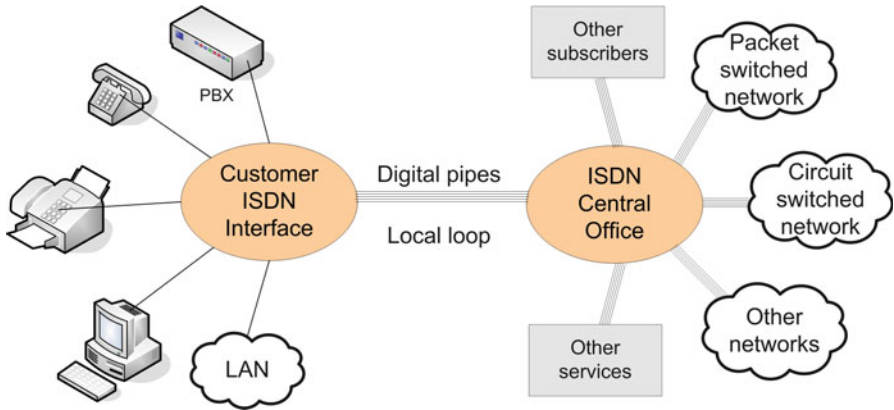 PBX
Customer
ISDN
Interface
LAN
Digital pipes
Local loop
Other
subscribers
ISDN
Central
Office
Other
services
Packet
switched
network
Circuit
switched
network
Other
networks